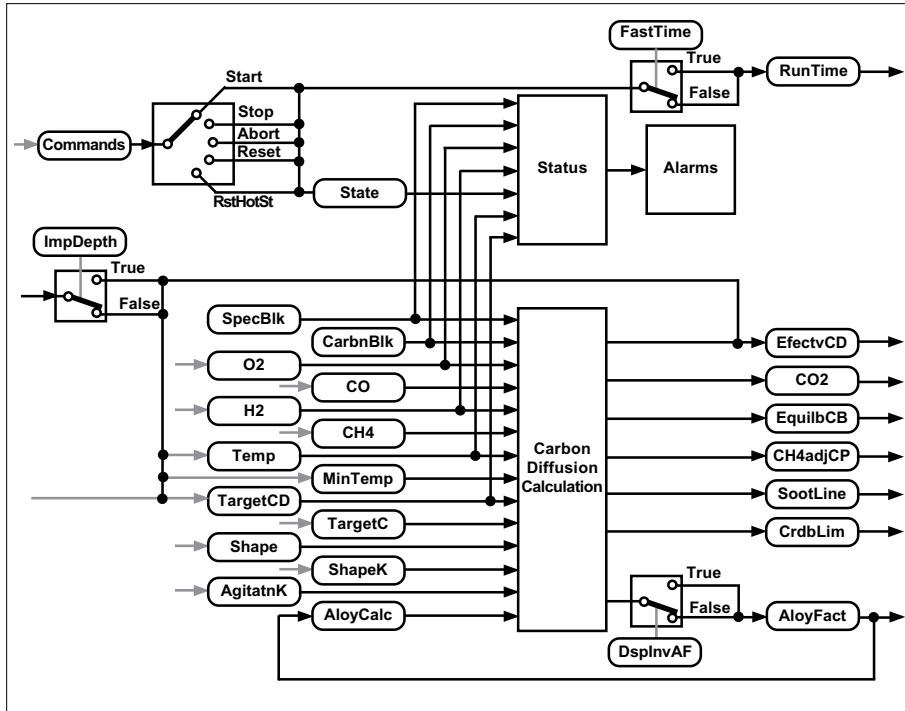 FastTime
True
False
RunTime
Start
Stop
Abort
Reset
RstHotSt
Commands
State
Status
Alarms
ImpDepth
True
False
SpecBlk
CarbnBlk
O2
CO
H2
CH4
Temp
MinTemp
TargetCD
TargetC
Shape
ShapeK
AgitatnK
AloyCalc
Carbon
Diffusion
Calculation
EfectvCD
CO2
EquilbCB
CH4adjCP
SootLine
CrdbLim
True
False
AloyFact
DspInvAF